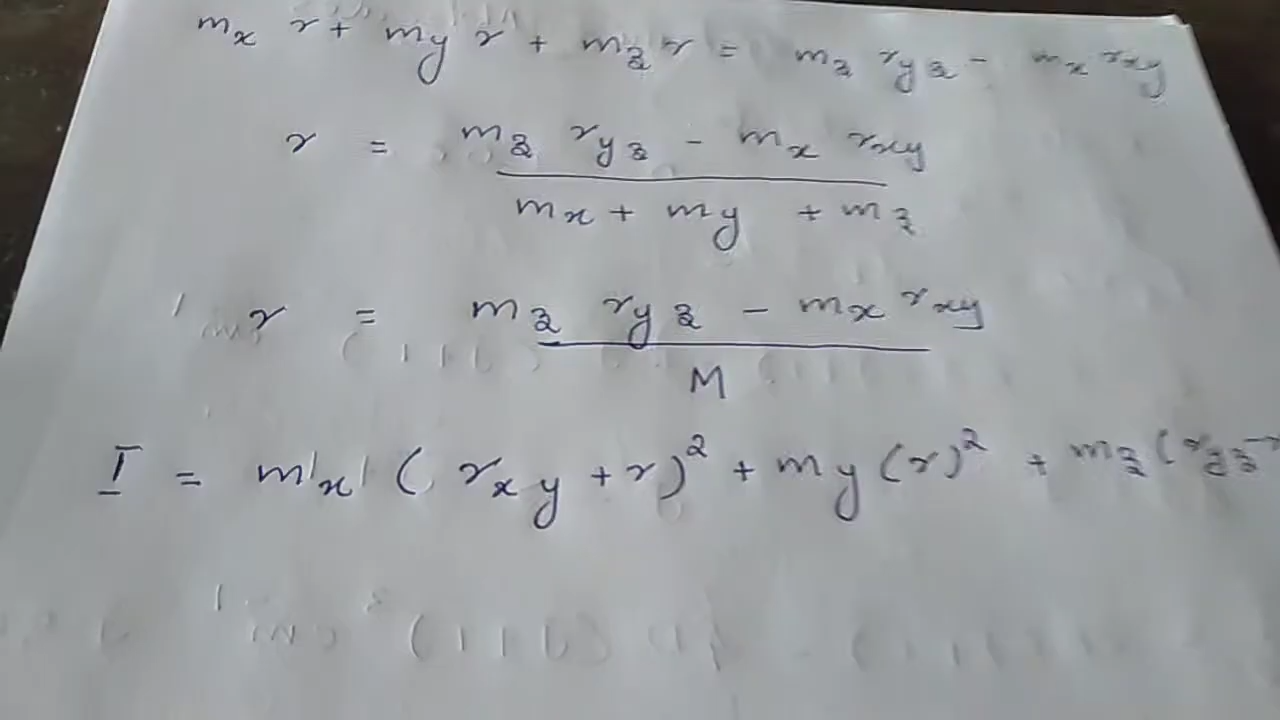 mx r + my r + mz r = mz ryz - mx rxy
r = mz ryz - mx rxy
mx + my + mz
r = mz ryz - mx rxy
M
I = mx ( rxy + r)² + my (r)² + mz (ryz -